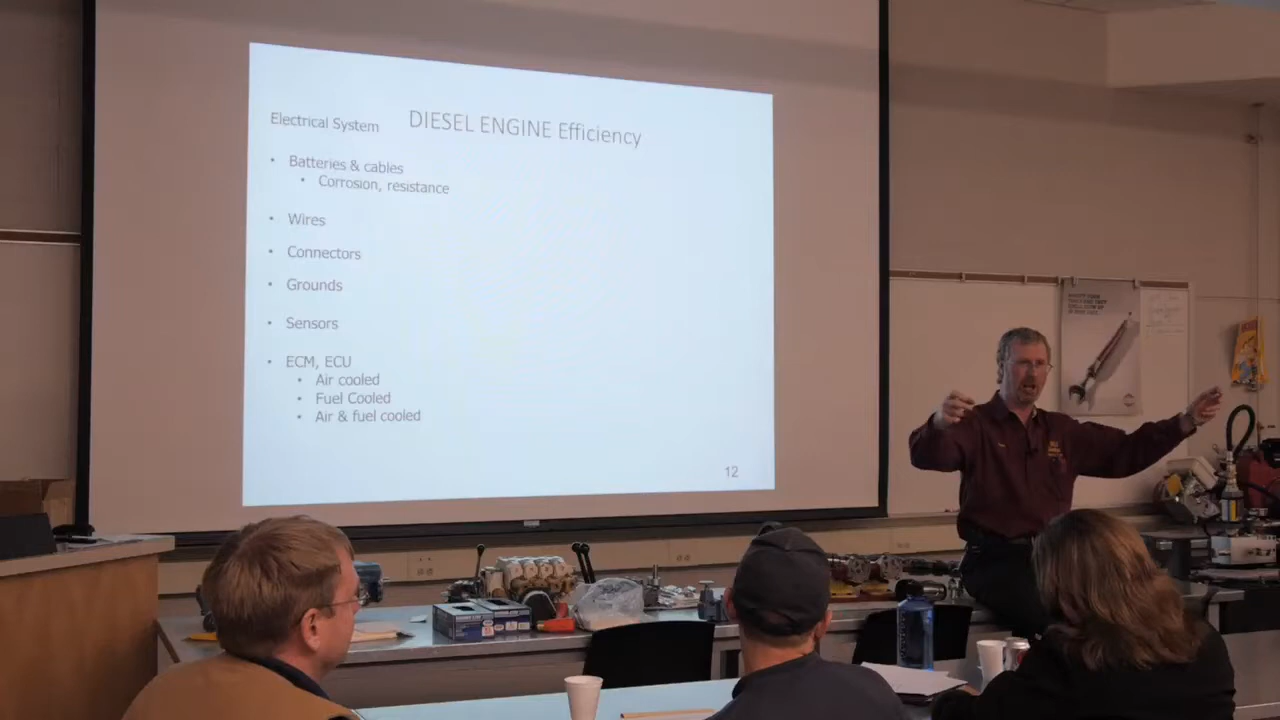 Electrical System
DIESEL ENGINE Efficiency
• Batteries & cables
• Corrosion, resistance
• Wires
• Connectors
• Grounds
• Sensors
• ECM, ECU
• Air cooled
• Fuel Cooled
• Air & fuel cooled
12